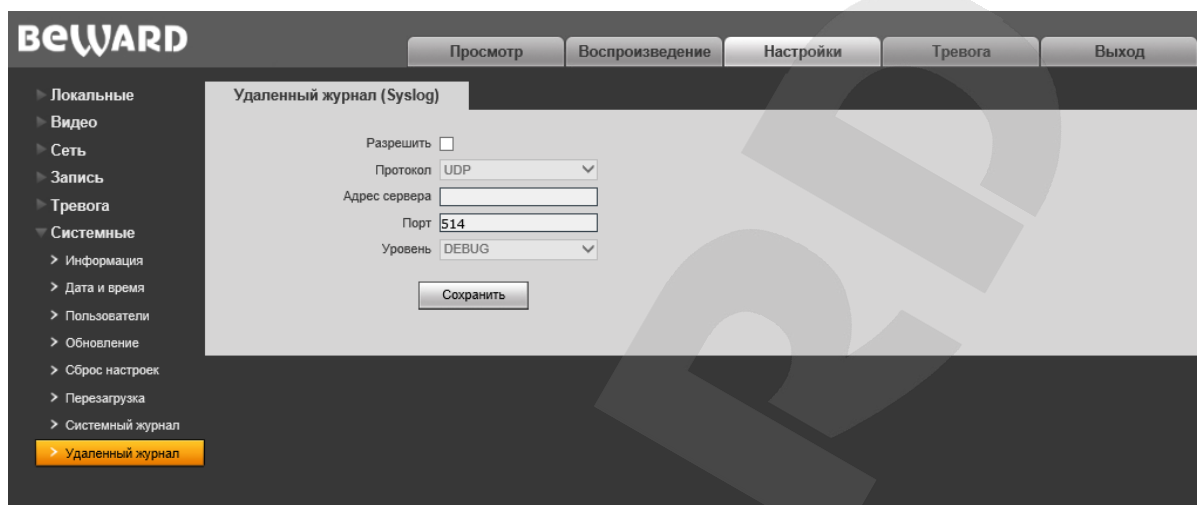 BEWARD
Просмотр
Воспроизведение
Настройки
Тревога
Выход
Локальные
Видео
Сеть
Запись
Тревога
Системные
Информация
Дата и время
Пользователи
Обновление
Сброс настроек
Перезагрузка
Системный журнал
Удаленный журнал
Удаленный журнал (Syslog)
Разрешить
Протокол UDP
Адрес сервера
Порт 514
Уровень DEBUG
Сохранить